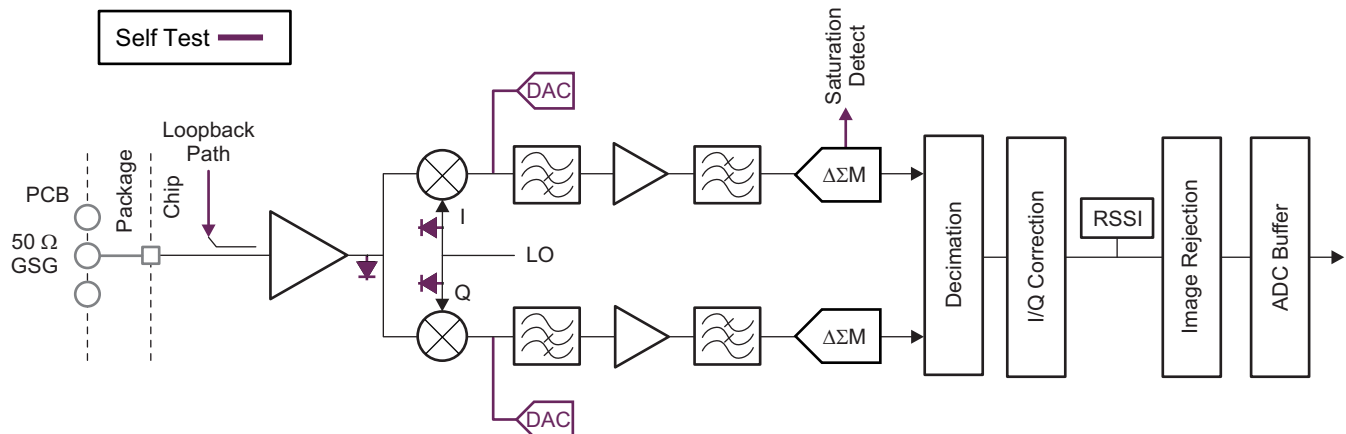 Self Test
DAC
Saturation
Detect
Loopback
Path
Package
Chip
PCB
50 Ω
GSG
I
LO
Q
ΔΣM
ΔΣM
DAC
Decimation
I/Q Correction
RSSI
Image Rejection
ADC Buffer